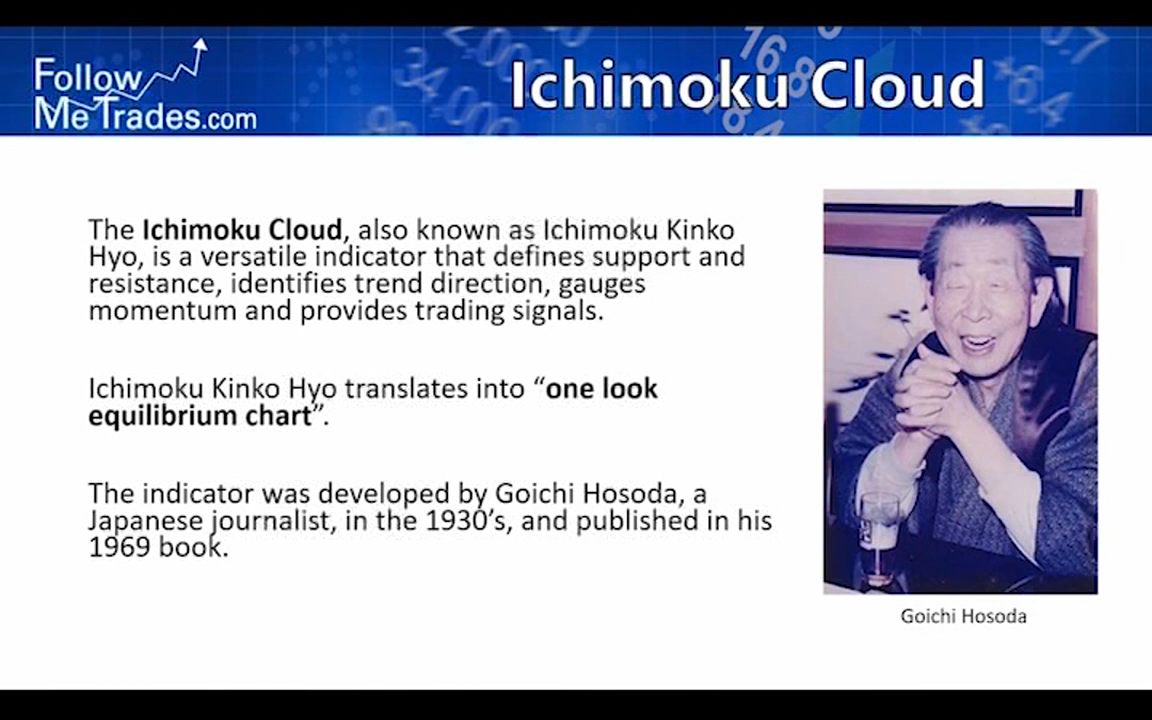 Follow
Me Trades.com
Ichimoku Cloud
The Ichimoku Cloud, also known as Ichimoku Kinko
Hyo, is a versatile indicator that defines support and
resistance, identifies trend direction, gauges
momentum and provides trading signals.
Ichimoku Kinko Hyo translates into “one look
equilibrium chart”.
The indicator was developed by Goichi Hosoda, a
Japanese journalist, in the 1930’s, and published in his
1969 book.
Goichi Hosoda